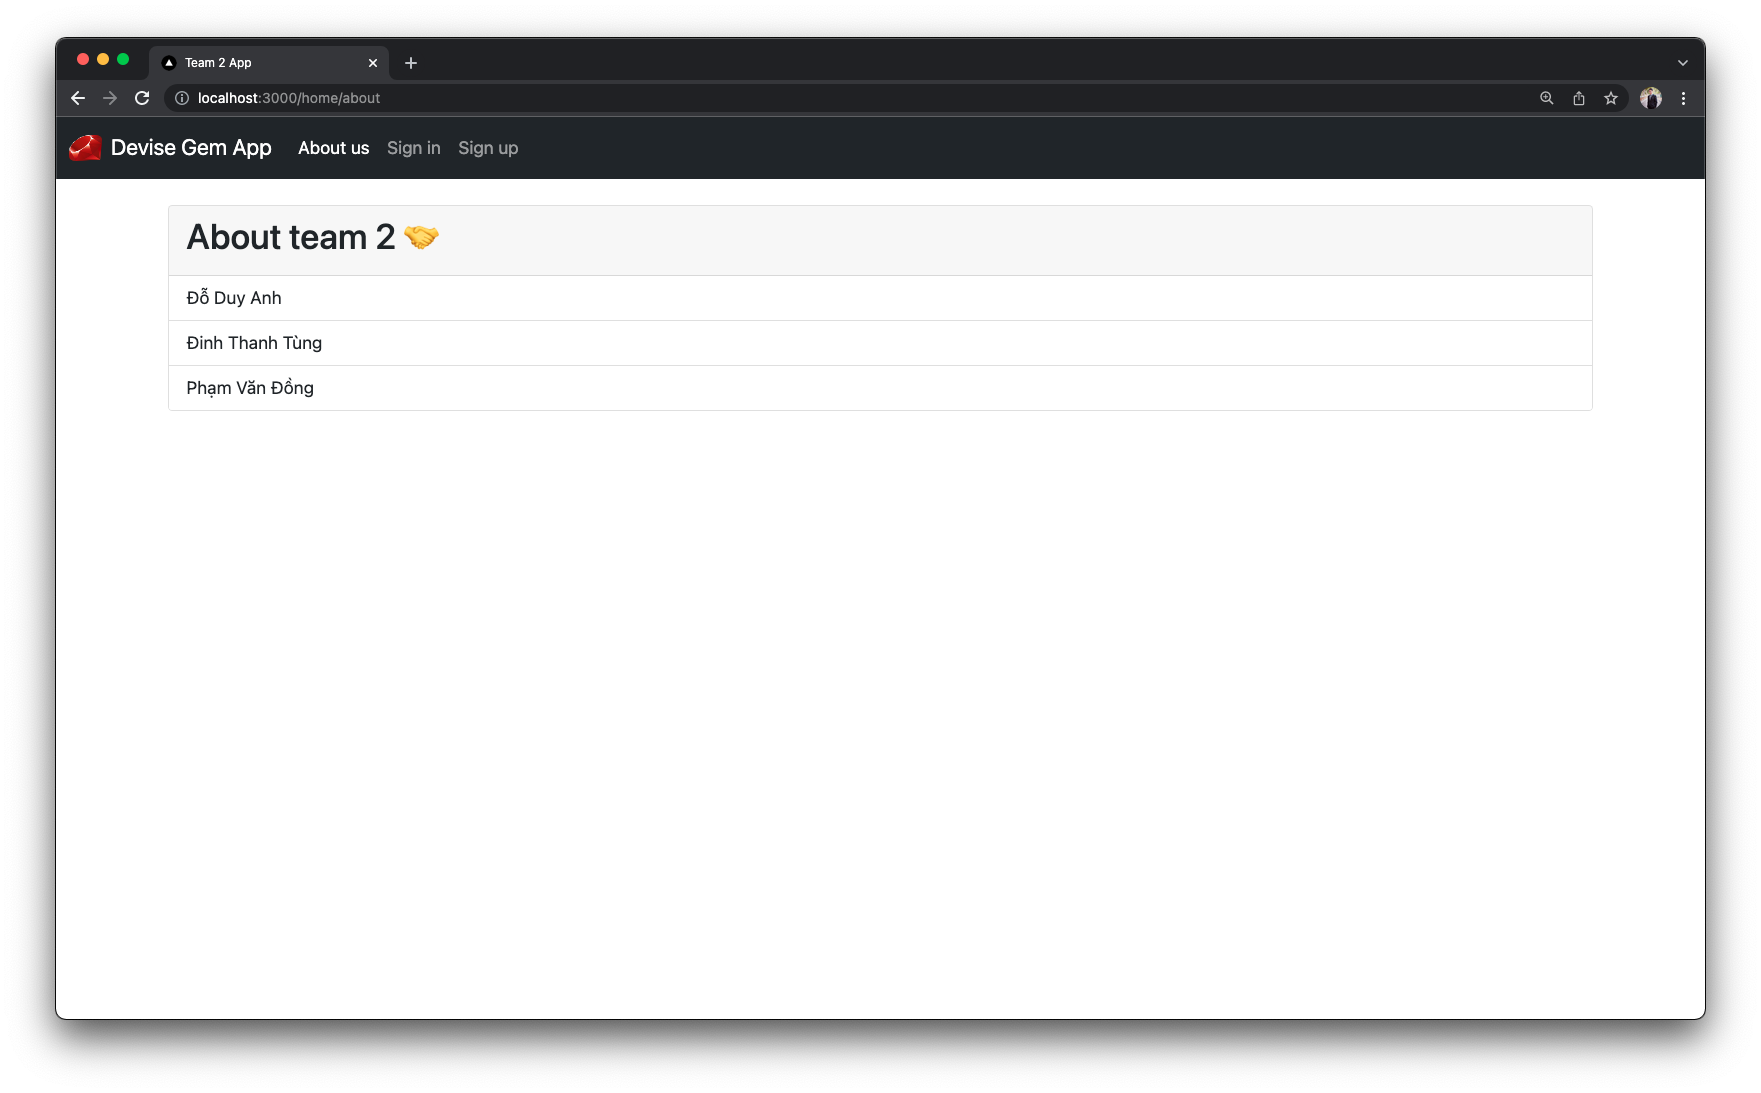 Team 2 App
localhost:3000/home/about
Devise Gem App About us Sign in Sign up
About team 2 🤝
Đỗ Duy Anh
Đinh Thanh Tùng
Phạm Văn Đồng